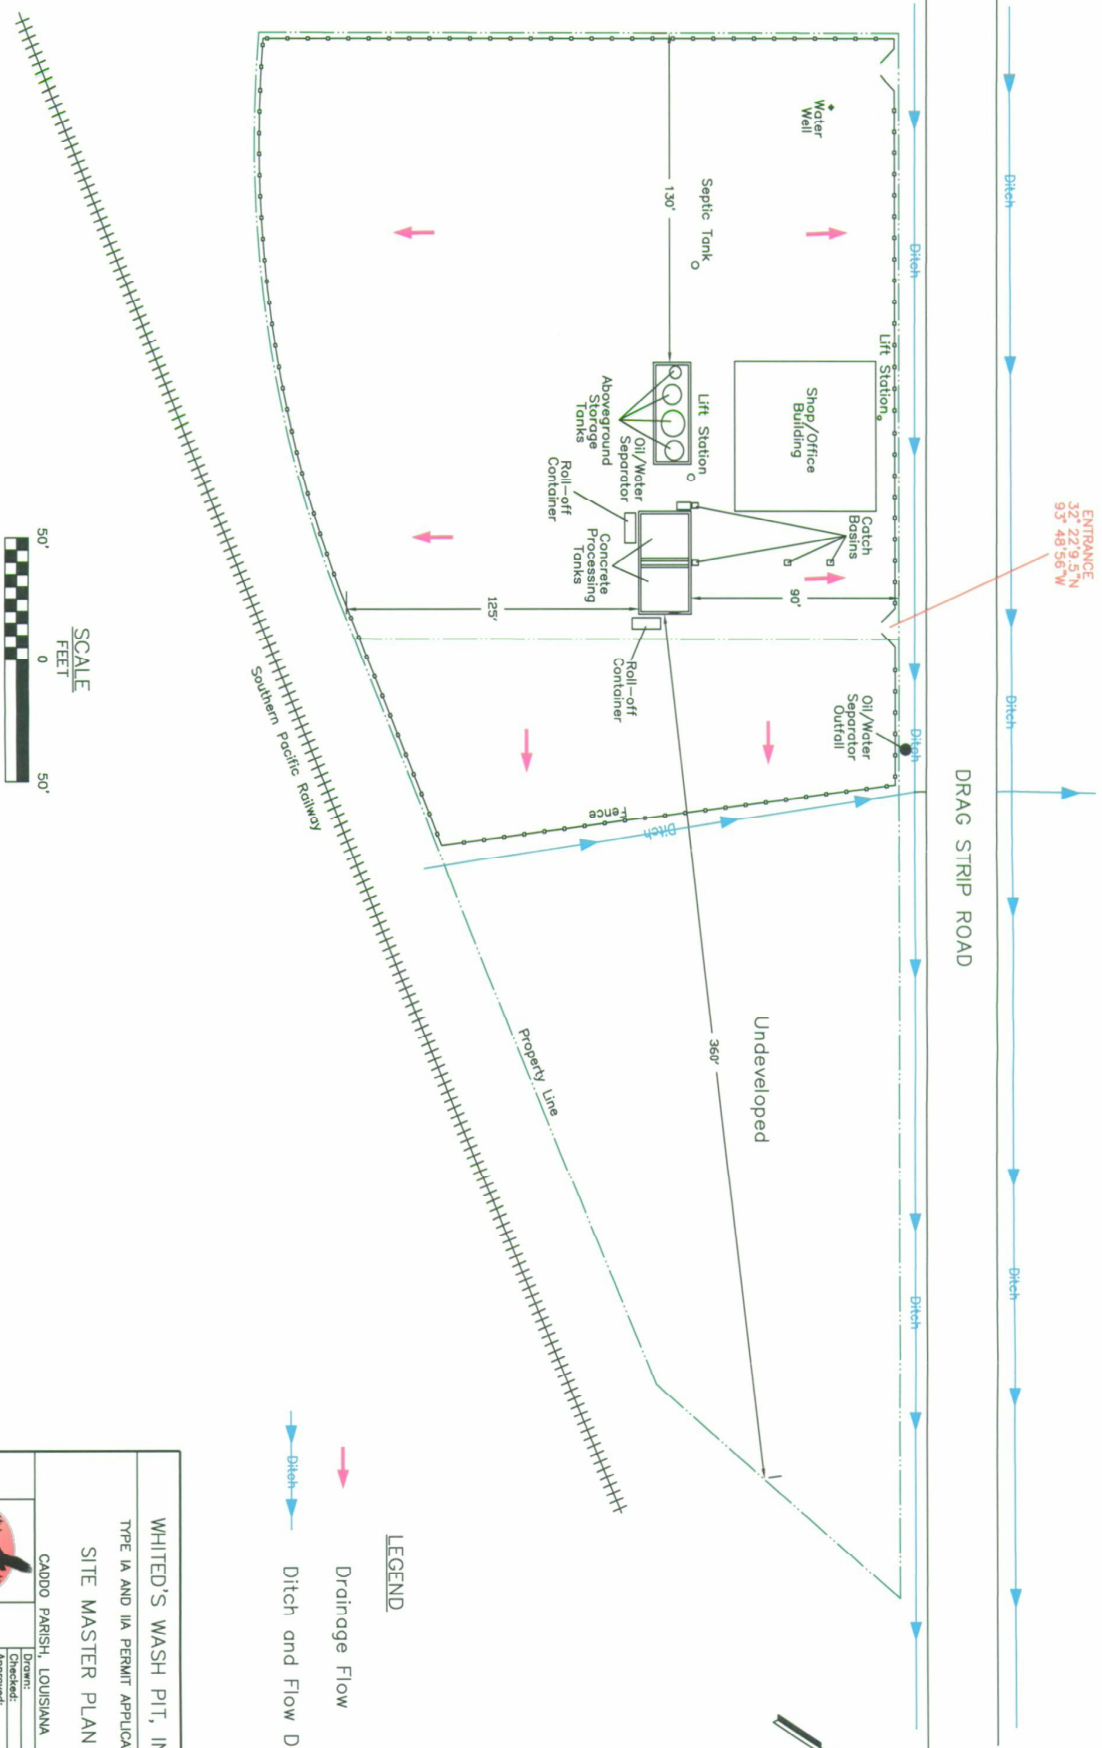 ENTRANCE
32° 22'9.5"N
93° 48'56"W
Ditch
Ditch
Ditch
DRAG STRIP ROAD
Ditch
Ditch
Ditch
Ditch
Water
Well
Septic Tank
130'
Lift Station
Shop/Office
Building
Lift Station
Aboveground
Storage
Tanks
Oil/Water
Separator
Roll-off
Container
Concrete
Processing
Tanks
Catch
Basins
90'
125'
Roll-off
Container
Oil/Water
Separator
Outfall
Fence
Ditch
Undeveloped
360'
Property Line
Southern Pacific Railway
50'
0
50'
SCALE
FEET
LEGEND
Drainage Flow
Ditch
Ditch and Flow D
WHITED'S WASH PIT, IN
TYPE IA AND IIA PERMIT APPLICA
SITE MASTER PLAN
CADDO PARISH, LOUISIANA
Drawn:
Checked:
Approved: